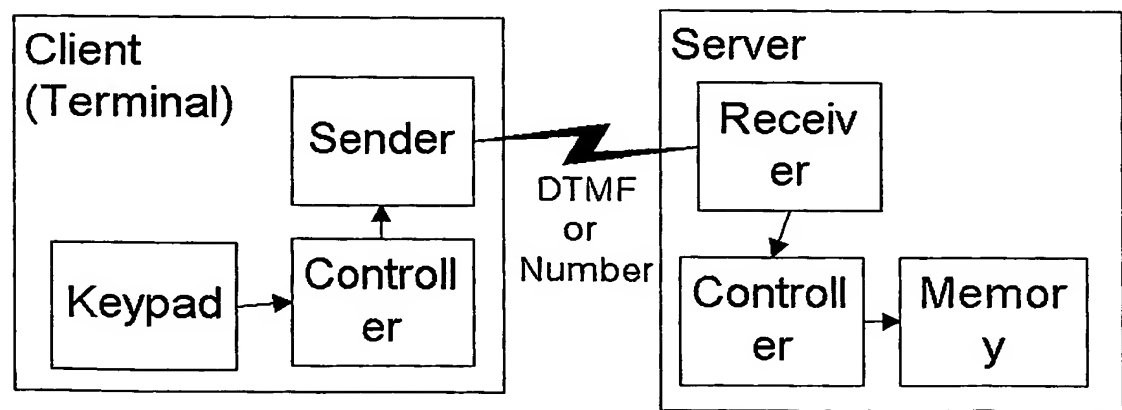 Client
(Terminal)
Sender
Keypad
Controll
er
DTMF
or
Number
Server
Receiv
er
Controll
er
Memor
y